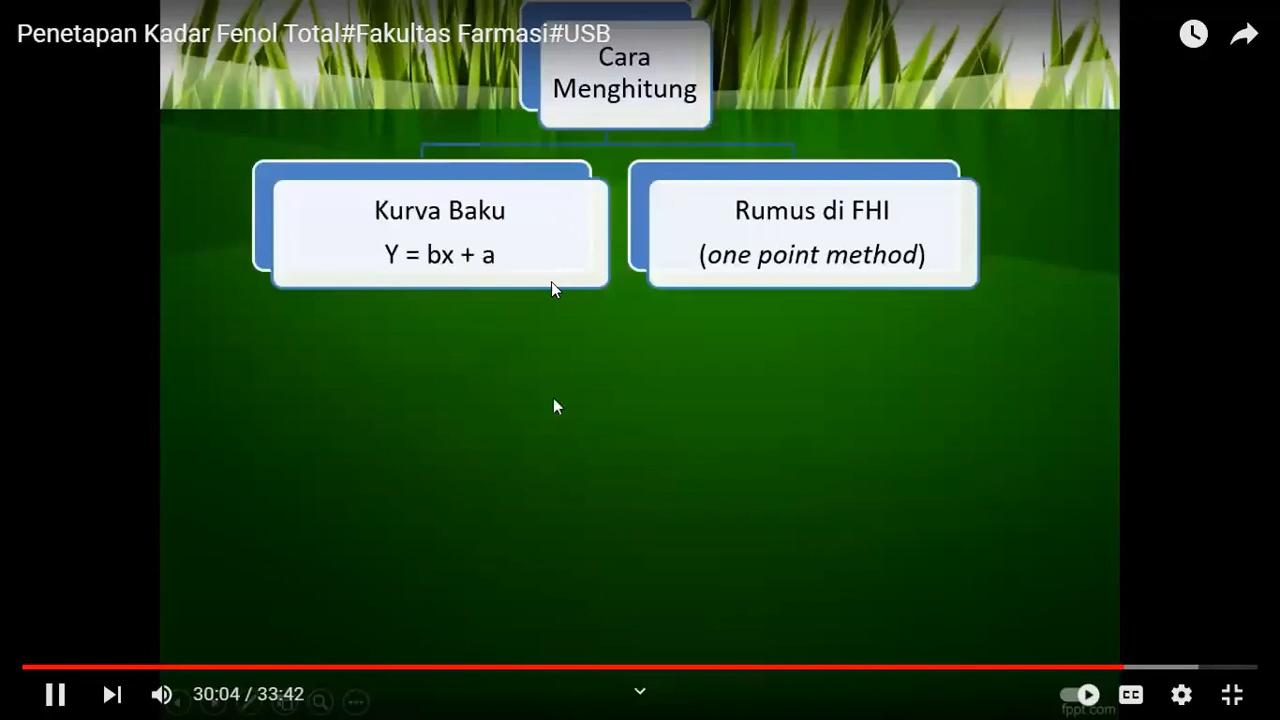 Penetapan Kadar Fenol Total#Fakultas Farmasi#USB
Cara
Menghitung
Kurva Baku
Y = bx + a
Rumus di FHI
(one point method)
30:04 / 33:42
CC
fppt.com